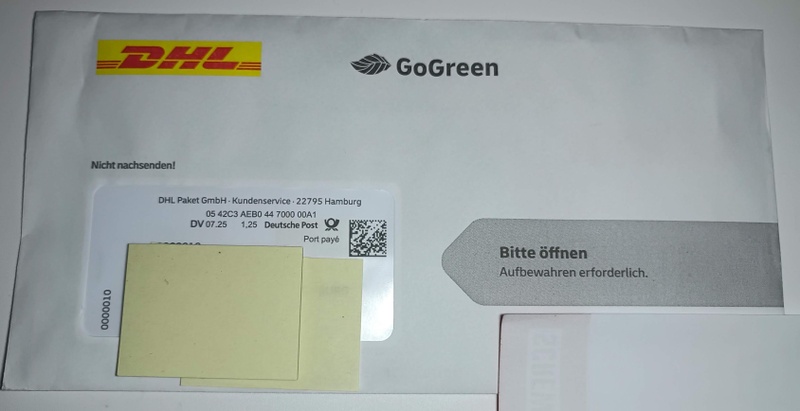 DHL
GoGreen
Nicht nachsenden!
DHL Paket GmbH · Kundenservice · 22795 Hamburg
05 42C3 AEB0 44 7000 00A1
DV 07.25 1,25 Deutsche Post
Port payé
0000010
Bitte öffnen
Aufbewahren erforderlich.